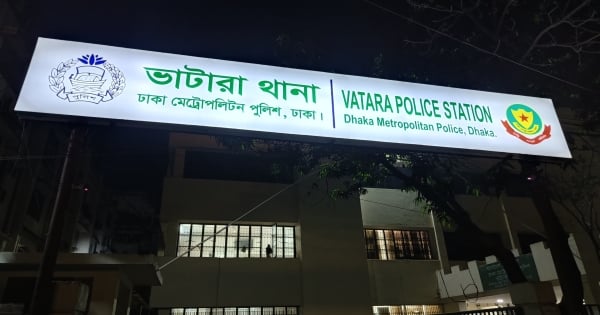 ভাটারা থানা
ঢাকা মেট্রোপলিটন পুলিশ, ঢাকা।
VATARA POLICE STATION
Dhaka Metropolitan Police, Dhaka.
পুলিশ